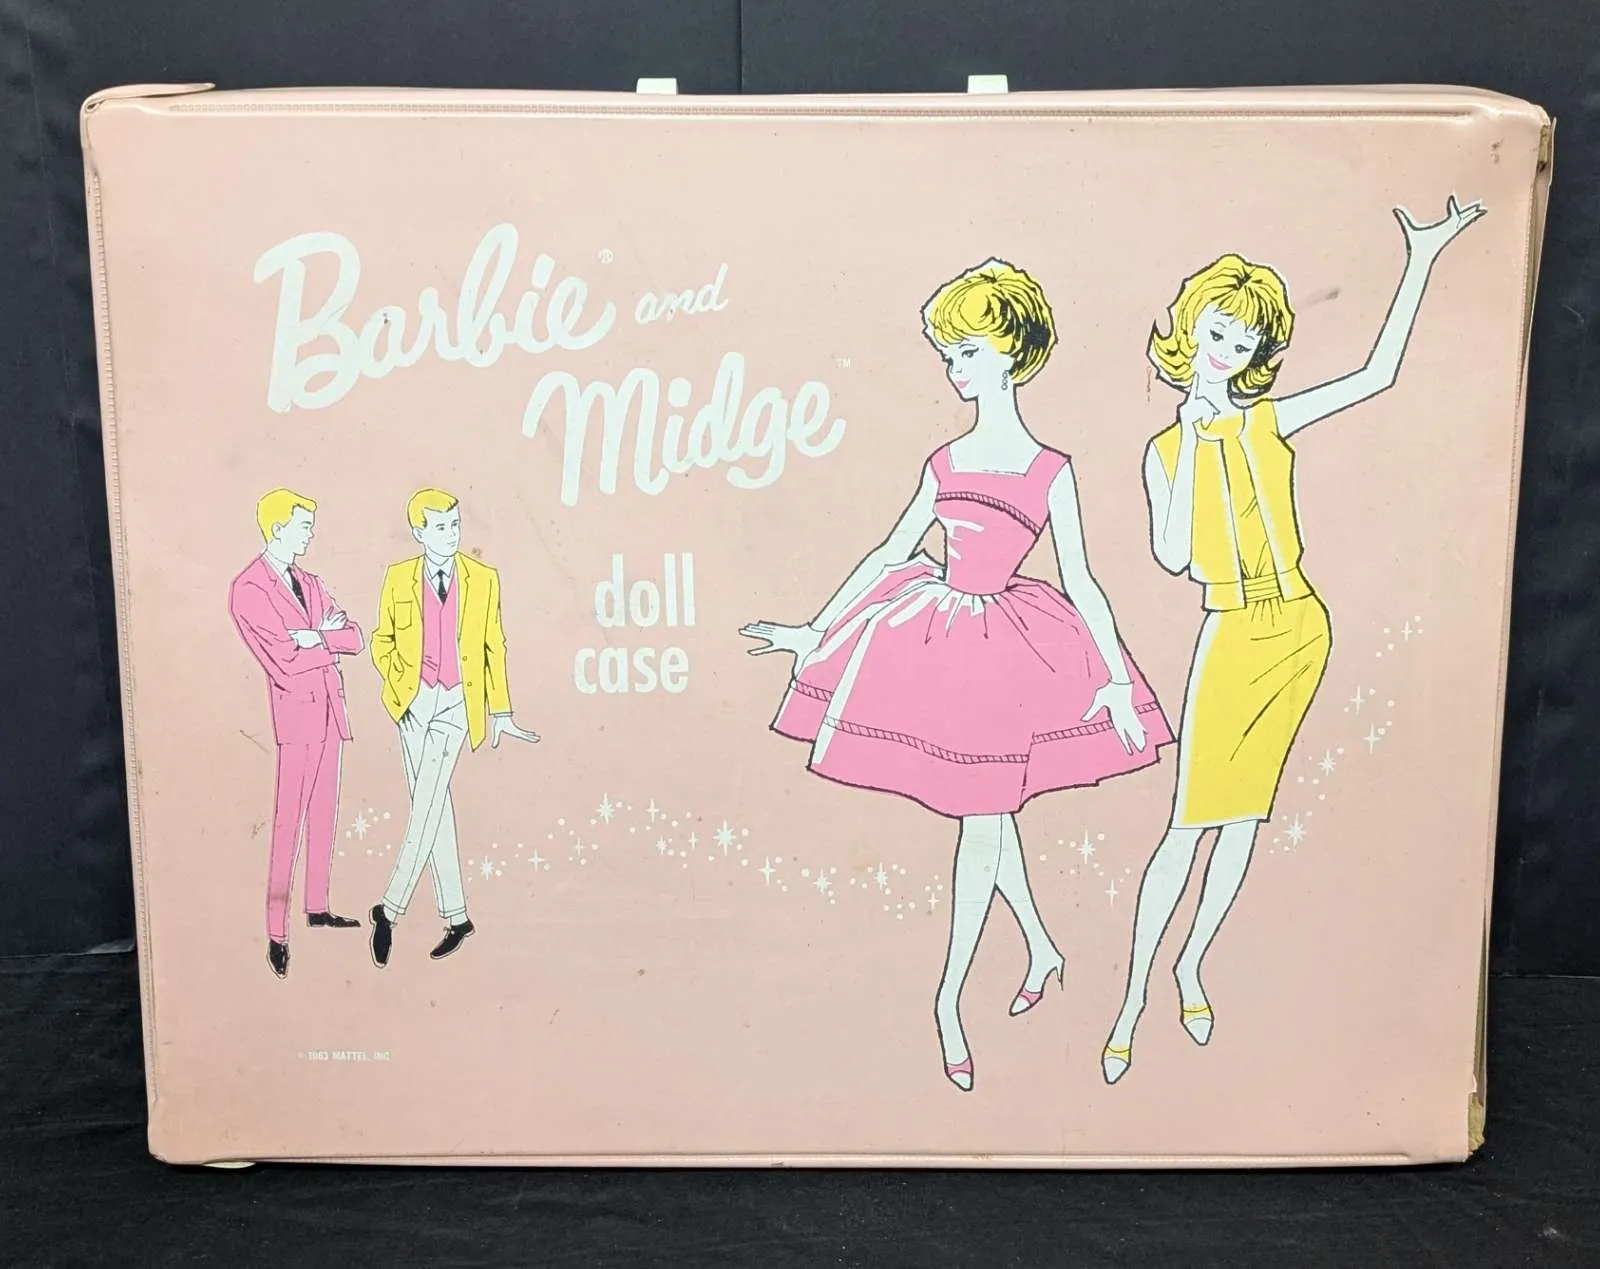 Barbie® and
Midge™
doll
case
© 1963 MATTEL, INC.